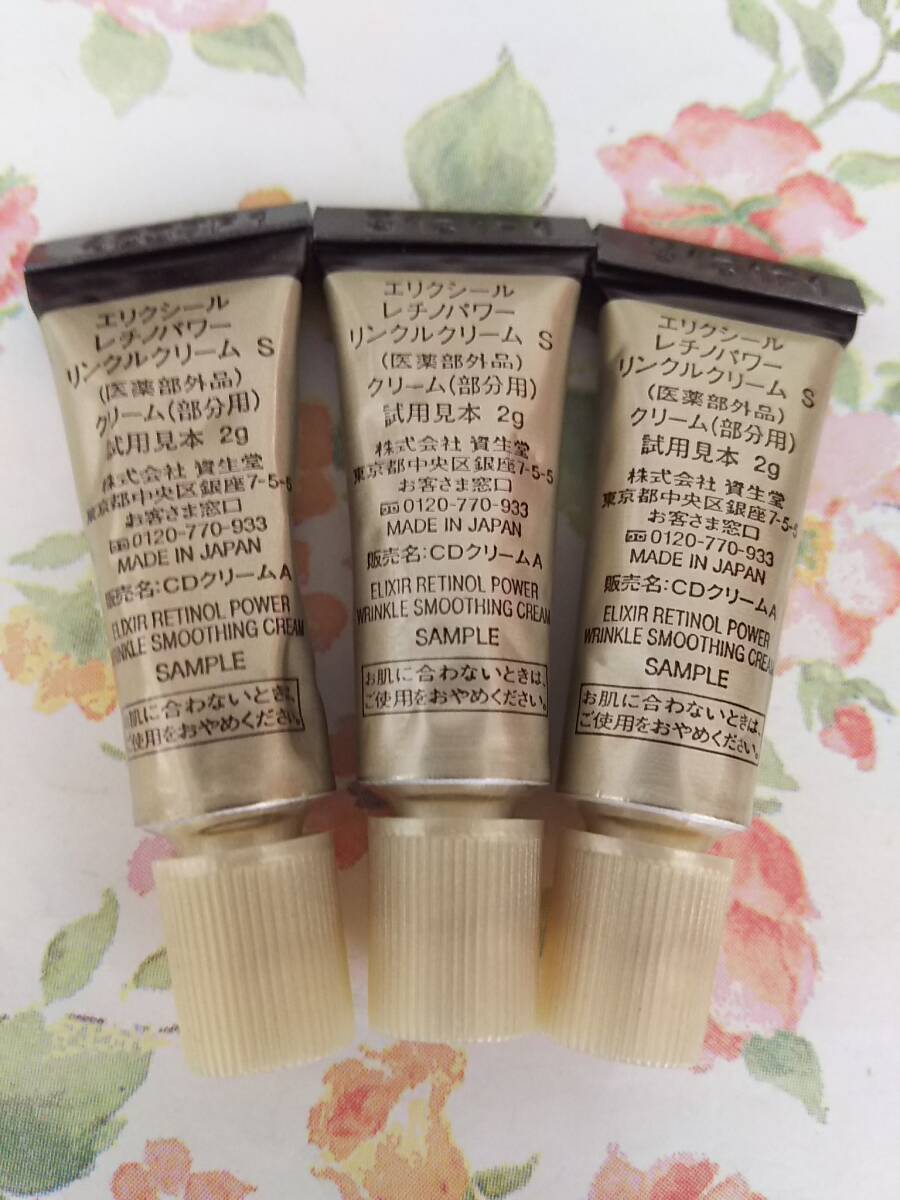 エリクシール
レチノパワー
リンクルクリーム S
(医薬部外品)
クリーム(部分用)
試用見本 2g
株式会社 資生堂
東京都中央区銀座7-5-5
お客さま窓口
0120-770-933
MADE IN JAPAN
販売名:CDクリームA
ELIXIR RETINOL POWER
WRINKLE SMOOTHING CREAM
SAMPLE
お肌に合わないときは、
ご使用をおやめください。
エリクシール
レチノパワー
リンクルクリーム S
(医薬部外品)
クリーム(部分用)
試用見本 2g
株式会社 資生堂
東京都中央区銀座7-5-5
お客さま窓口
0120-770-933
MADE IN JAPAN
販売名:CDクリームA
ELIXIR RETINOL POWER
WRINKLE SMOOTHING CREAM
SAMPLE
お肌に合わないときは、
ご使用をおやめください。
エリクシール
レチノパワー
リンクルクリーム S
(医薬部外品)
クリーム(部分用)
試用見本 2g
株式会社 資生堂
東京都中央区銀座7-5-5
お客さま窓口
0120-770-933
MADE IN JAPAN
販売名:CDクリームA
ELIXIR RETINOL POWER
WRINKLE SMOOTHING CREAM
SAMPLE
お肌に合わないときは、
ご使用をおやめください。